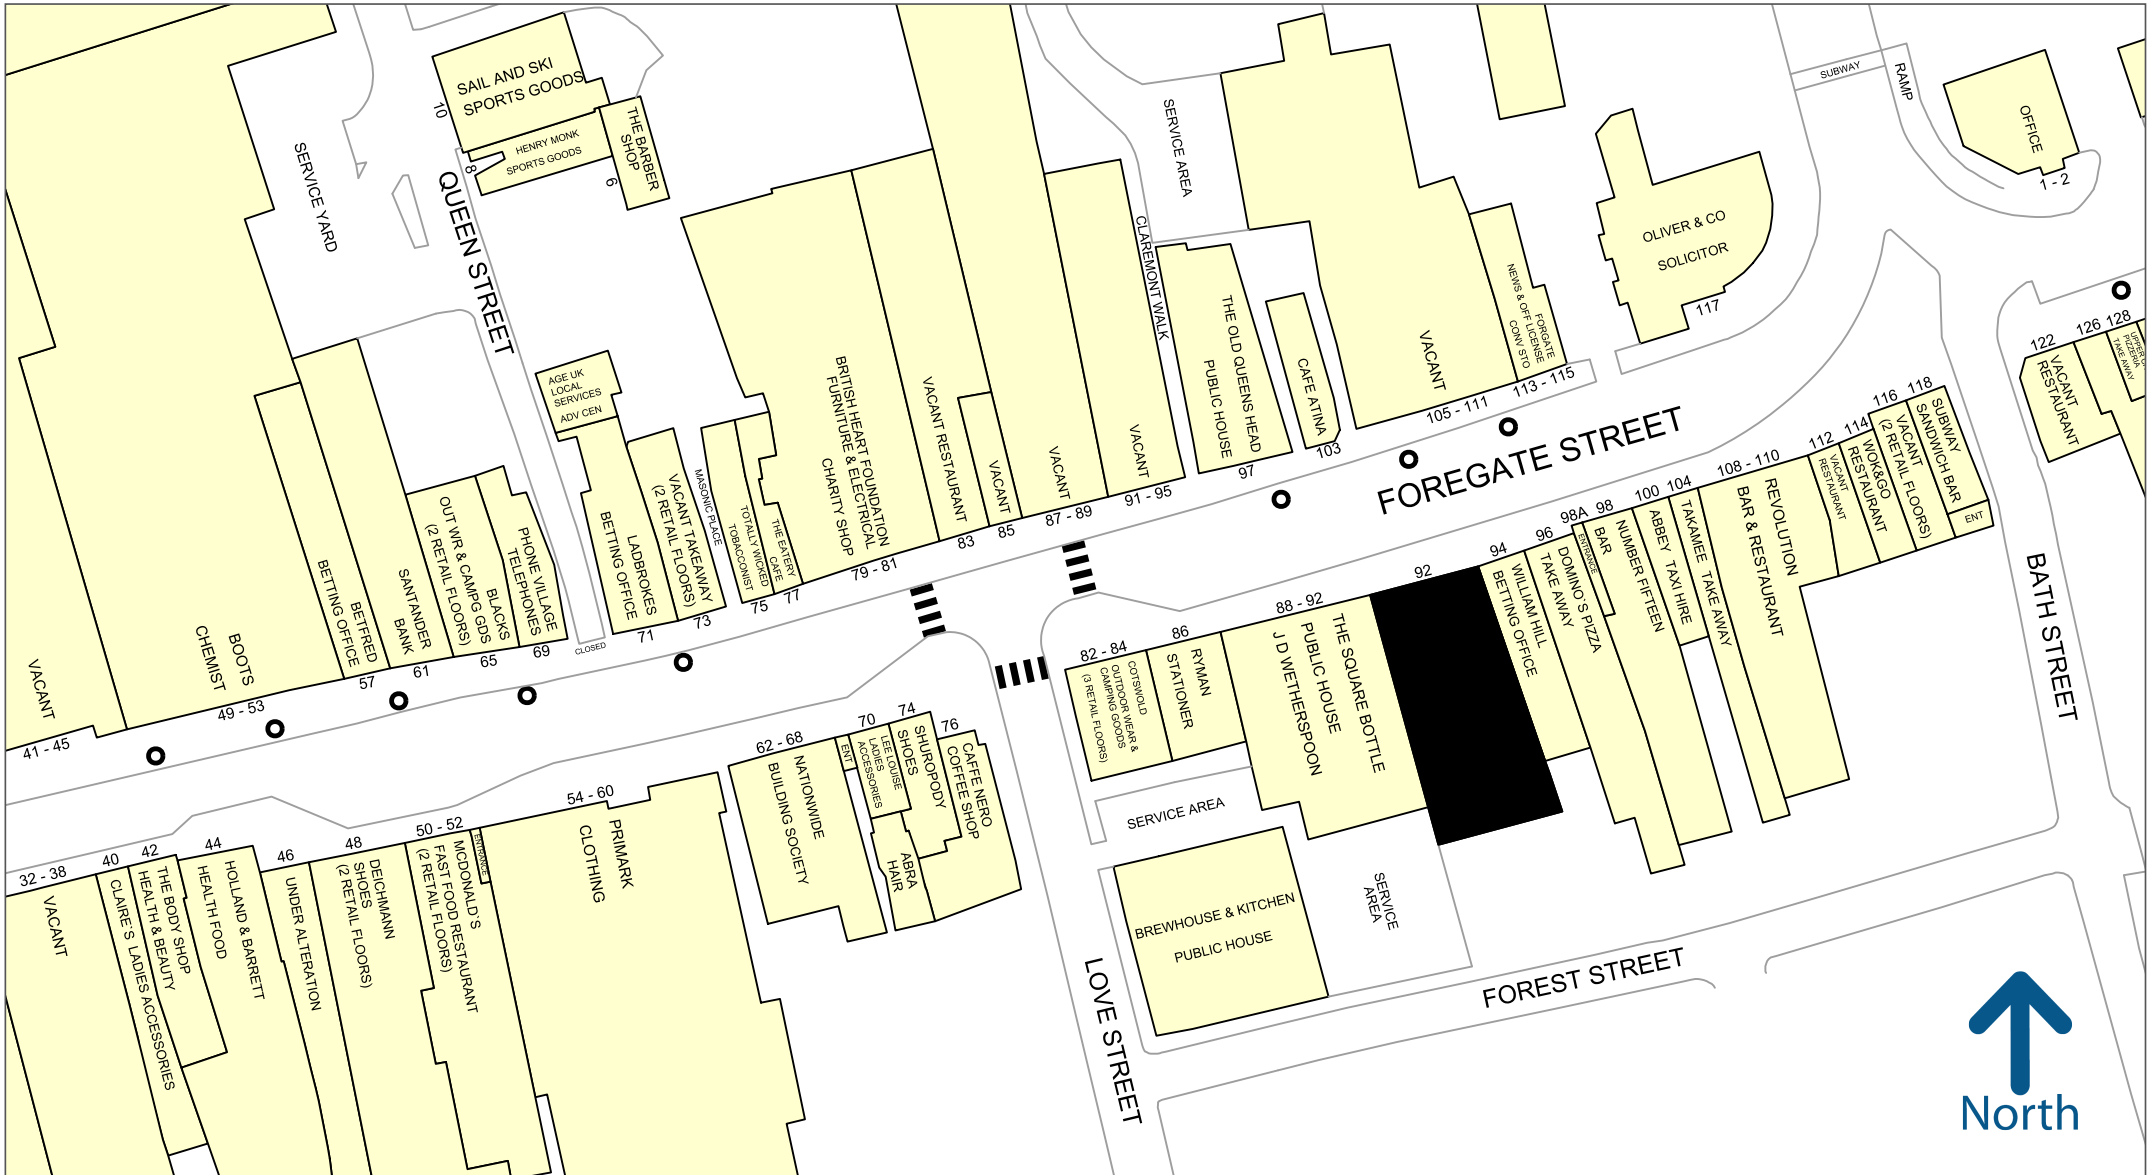 SAIL AND SKI
SPORTS GOODS
10
HENRY MONK
SPORTS GOODS
8
THE BARBER
SHOP
6
SERVICE YARD
QUEEN STREET
SERVICE AREA
SUBWAY
RAMP
OFFICE
1 - 2
OLIVER & CO
SOLICITOR
117
CLAREMONT WALK
AGE UK
LOCAL
SERVICES
ADV CEN
VACANT
41 - 45
BOOTS
CHEMIST
49 - 53
BETFRED
BETTING OFFICE
57
SANTANDER
BANK
61
BLACKS
OUT WR & CAMPG GDS
(2 RETAIL FLOORS)
65
PHONE VILLAGE
TELEPHONES
69
CLOSED
LADBROKES
BETTING OFFICE
71
VACANT TAKEAWAY
(2 RETAIL FLOORS)
73
MASONIC PLACE
TOTALLY WICKED
TOBACCONIST
75
THE EATERY
CAFE
77
BRITISH HEART FOUNDATION
FURNITURE & ELECTRICAL
CHARITY SHOP
79 - 81
VACANT RESTAURANT
83
VACANT
85
VACANT
87 - 89
VACANT
91 - 95
THE OLD QUEENS HEAD
PUBLIC HOUSE
97
CAFE ATINA
103
VACANT
105 - 111
FORGATE
NEWS & OFF LICENSE
CONV STO
113 - 115
FOREGATE STREET
122
VACANT
RESTAURANT
126
128
UPPER
PIZZERIA
TAKE AWAY
32 - 38
VACANT
40
CLAIRE`S LADIES ACCESSORIES
42
THE BODY SHOP
HEALTH & BEAUTY
44
HOLLAND & BARRETT
HEALTH FOOD
46
UNDER ALTERATION
48
DEICHMANN
SHOES
(2 RETAIL FLOORS)
50 - 52
MCDONALD`S
FAST FOOD RESTAURANT
(2 RETAIL FLOORS)
ENTRANCE
54 - 60
PRIMARK
CLOTHING
62 - 68
NATIONWIDE
BUILDING SOCIETY
ENT
70
LEE LOUISE
LADIES
ACCESSORIES
ABRA
HAIR
74
SHUROPODY
SHOES
76
CAFFE NERO
COFFEE SHOP
82 - 84
COTSWOLD
OUTDOOR WEAR &
CAMPING GOODS
(3 RETAIL FLOORS)
86
RYMAN
STATIONER
88 - 92
THE SQUARE BOTTLE
PUBLIC HOUSE
J D WETHERSPOON
92
94
WILLIAM HILL
BETTING OFFICE
96
DOMINO`S PIZZA
TAKE AWAY
98A
ENTRANCE
98
NUMBER FIFTEEN
BAR
100
ABBEY TAXI HIRE
104
TAKAMEE TAKE AWAY
108 - 110
REVOLUTION
BAR & RESTAURANT
112
VACANT
RESTAURANT
114
WOK&GO
RESTAURANT
116
VACANT
(2 RETAIL FLOORS)
118
SUBWAY
SANDWICH BAR
ENT
BATH STREET
SERVICE AREA
SERVICE
AREA
BREWHOUSE & KITCHEN
PUBLIC HOUSE
LOVE STREET
FOREST STREET
North